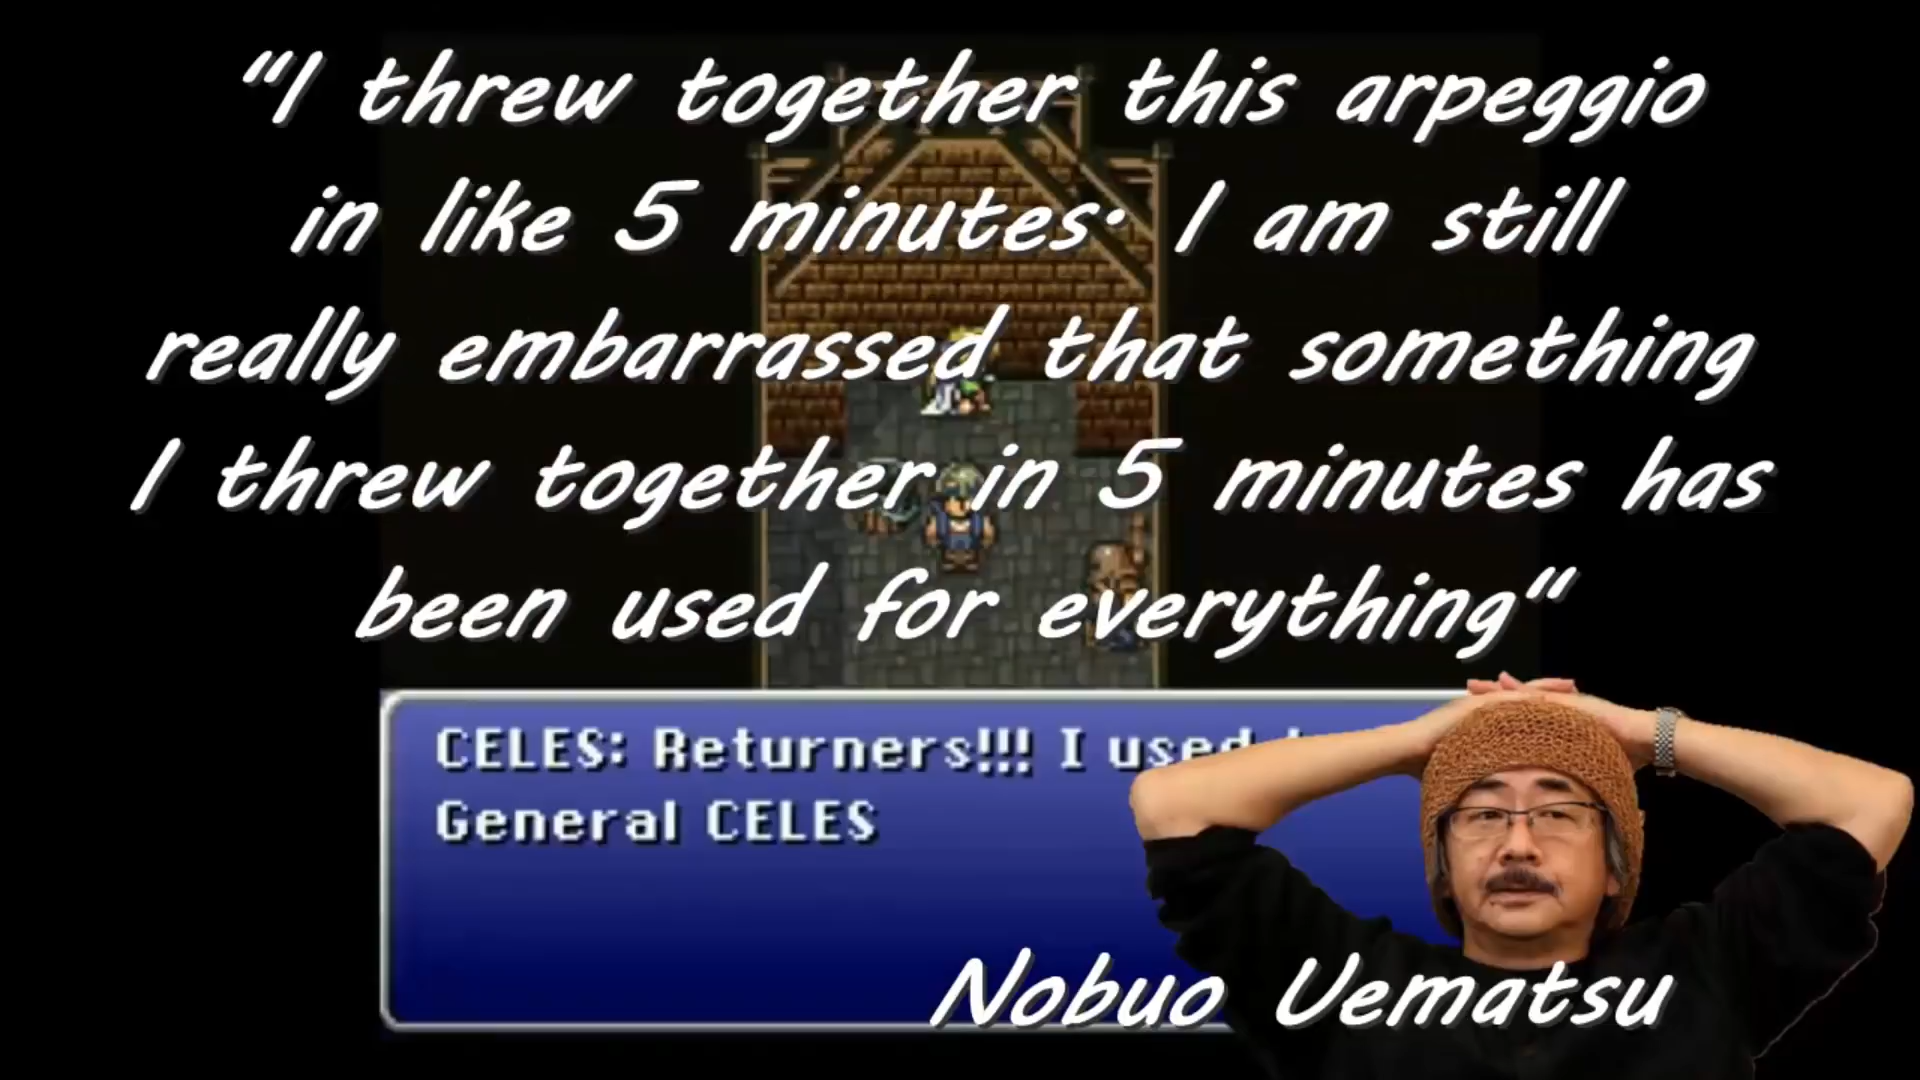 “I threw together this arpeggio
in like 5 minutes. I am still
really embarrassed that something
I threw together in 5 minutes has
been used for everything“
CELES: Returners!!! I used
General CELES
Nobuo Uematsu